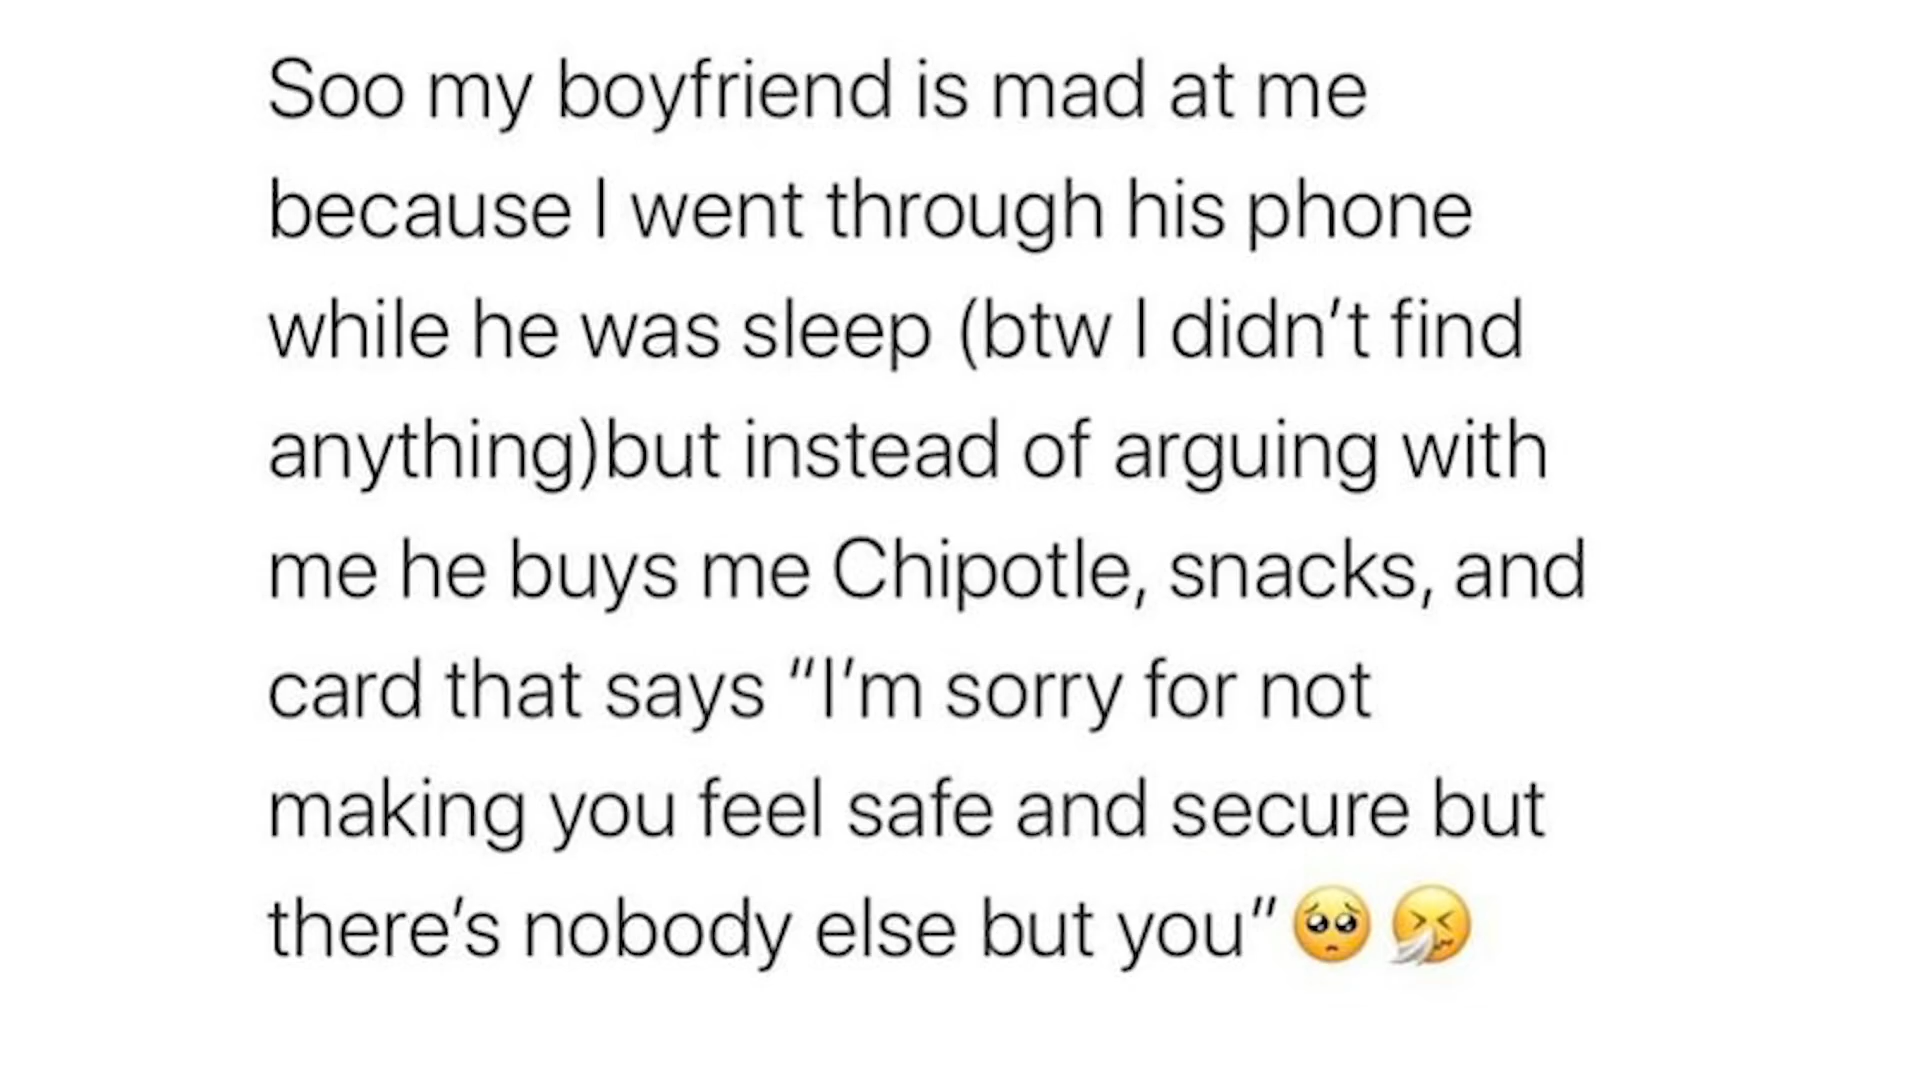 Soo my boyfriend is mad at me
because I went through his phone
while he was sleep (btw I didn’t find
anything)but instead of arguing with
me he buys me Chipotle, snacks, and
card that says “I’m sorry for not
making you feel safe and secure but
there’s nobody else but you”🥺🤧